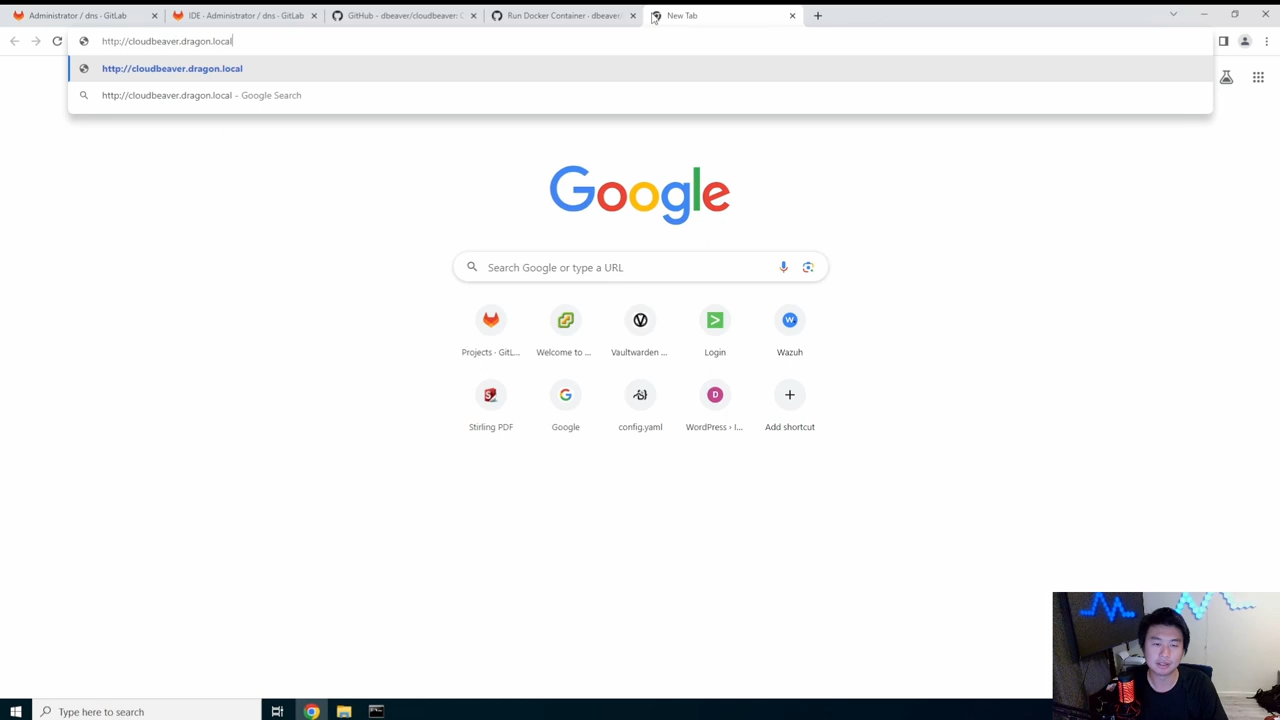 Administrator / dns - GitLab
IDE - Administrator / dns - GitLab
GitHub - dbeaver/cloudbeaver: C
Run Docker Container - dbeaver/
New Tab
http://cloudbeaver.dragon.local
http://cloudbeaver.dragon.local
http://cloudbeaver.dragon.local - Google Search
Google
Search Google or type a URL
Projects · GitL...
Welcome to ...
Vaultwarden ...
Login
Wazuh
Stirling PDF
Google
config.yaml
WordPress › I...
Add shortcut
Type here to search